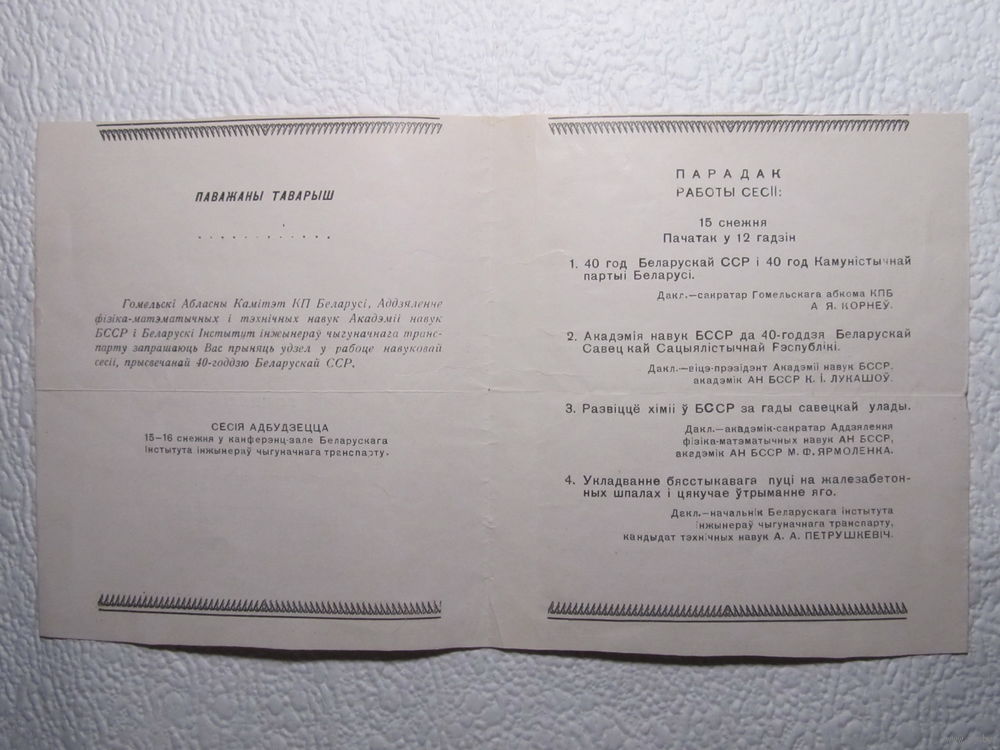 ПАВАЖАНЫ ТАВАРЫШ
. . . . . . . . . . . .
Гомельскі Абласны Камітэт КП Беларусі, Аддзяленне
фізіка-матэматычных і тэхнічных навук Акадэміі навук
БССР і Беларускі Інстытут інжынераў чыгуначнага транс-
парту запрашаюць Вас прыняць удзел у рабоце навуковай
сесіі, прысвечанай 40-годдзю Беларускай ССР.
СЕСІЯ АДБУДЗЕЦЦА
15–16 снежня у канферэнц-зале Беларускага
Інстытута інжынераў чыгуначнага транспарту.
ПАРАДАК
РАБОТЫ СЕСІІ:
15 снежня
Пачатак у 12 гадзін
1. 40 год Беларускай ССР і 40 год Камуністычнай
партыі Беларусі.
Дакл.—сакратар Гомельскага абкома КПБ
А. Я. КОРНЕЎ.
2. Акадэмія навук БССР да 40-годдзя Беларускай
Савец кай Сацыялістычнай Рэспублікі.
Дакл.—віцэ-прэзідэнт Акадэміі навук БССР,
акадэмік АН БССР К. І. ЛУКАШОЎ.
3. Развіццё хіміі ў БССР за гады савецкай улады.
Дакл.—акадэмік-сакратар Аддзялення
фізіка-матэматычных навук АН БССР,
акадэмік АН БССР М. Ф. ЯРМОЛЕНКА.
4. Укладванне бясстыкавага пуці на жалезабетон-
ных шпалах і цякучае ўтрыманне яго.
Дакл.—начальнік Беларускага інстытута
інжынераў чыгуначнага транспарту,
кандыдат тэхнічных навук А. А. ПЕТРУШКЕВІЧ.